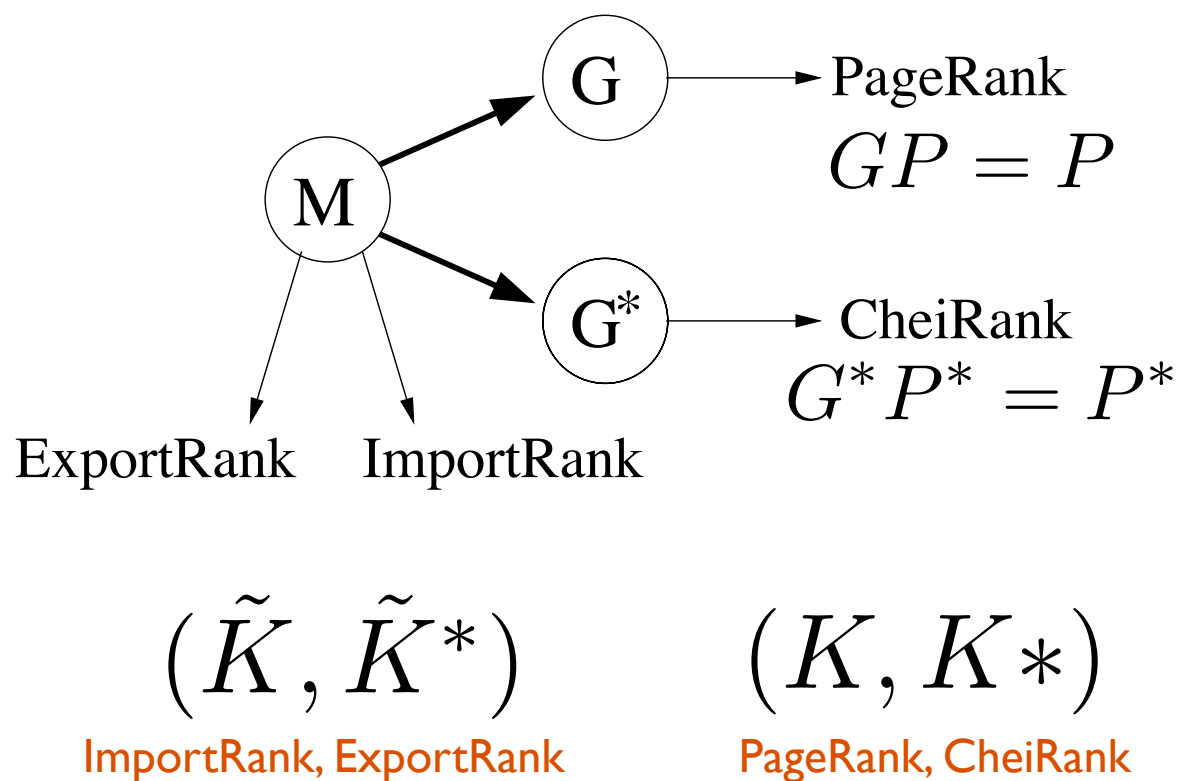 G
PageRank
GP = P
M
G*
CheiRank
G*P* = P*
ExportRank
ImportRank
(K̃, K̃*)
(K, K*)
ImportRank, ExportRank
PageRank, CheiRank